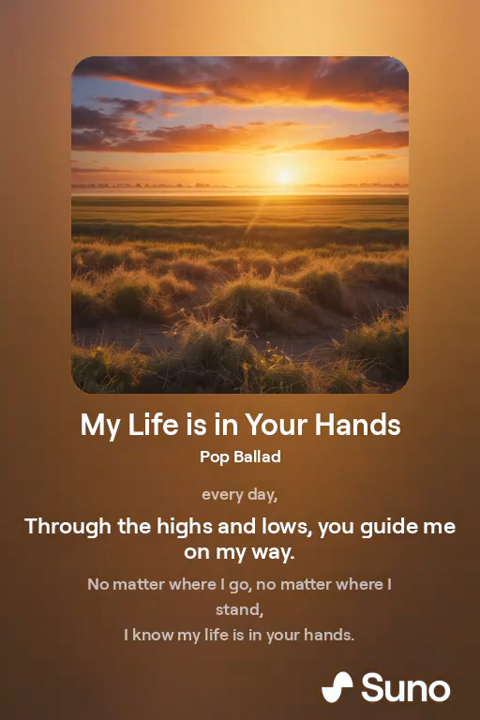 My Life is in Your Hands
Pop Ballad
every day,
Through the highs and lows, you guide me
on my way.
No matter where I go, no matter where I
stand,
I know my life is in your hands.
Suno